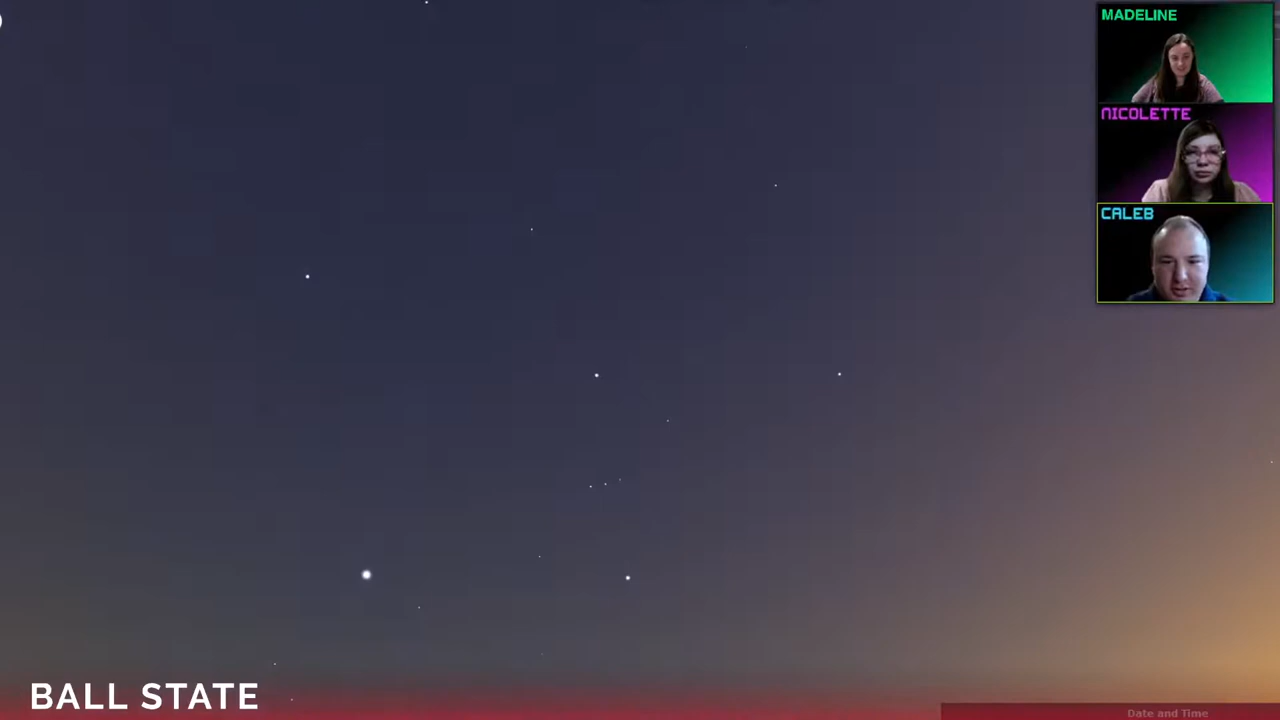 MADELINE
NICOLETTE
CALEB
BALL STATE
Date and Time